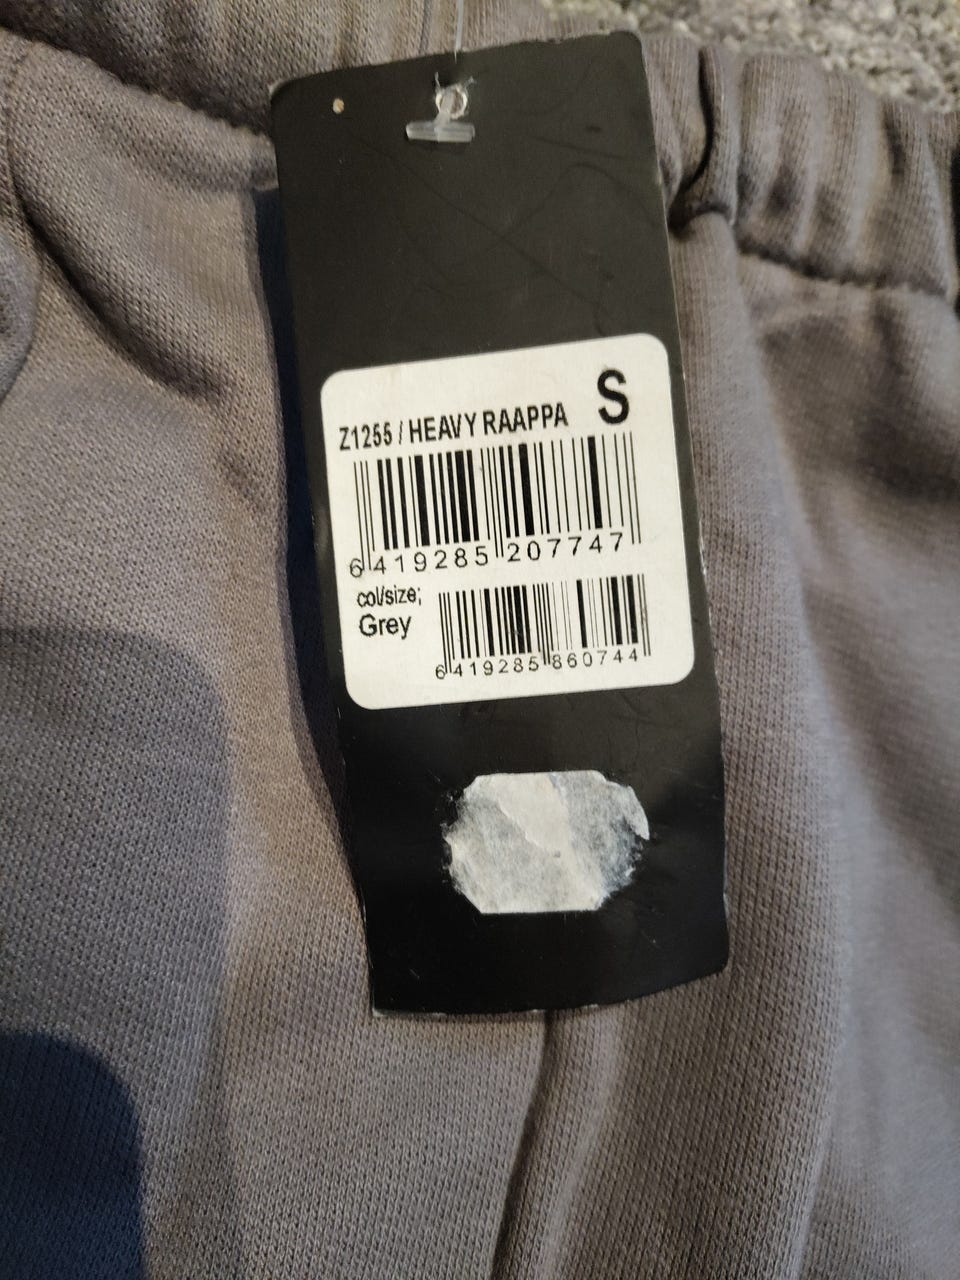 S
Z1255 / HEAVY RAAPPA
6 419285 207747
col/size;
Grey
6 419285 860744